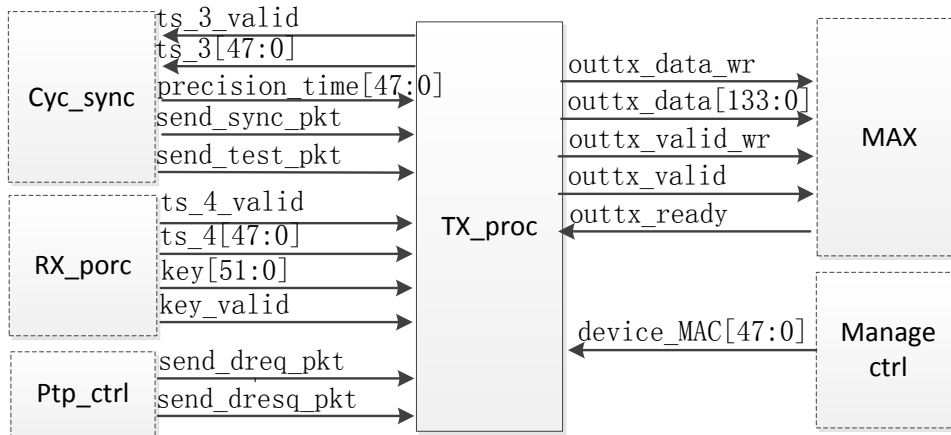 ts_3_valid
ts_3[47:0]
Cyc_sync
precision_time[47:0]
send_sync_pkt
send_test_pkt
ts_4_valid
ts_4[47:0]
RX_porc
key[51:0]
key_valid
send_dreq_pkt
Ptp_ctrl
send_dresq_pkt
TX_proc
outtx_data_wr
outtx_data[133:0]
outtx_valid_wr
outtx_valid
outtx_ready
MAX
device_MAC[47:0]
Manage
ctrl